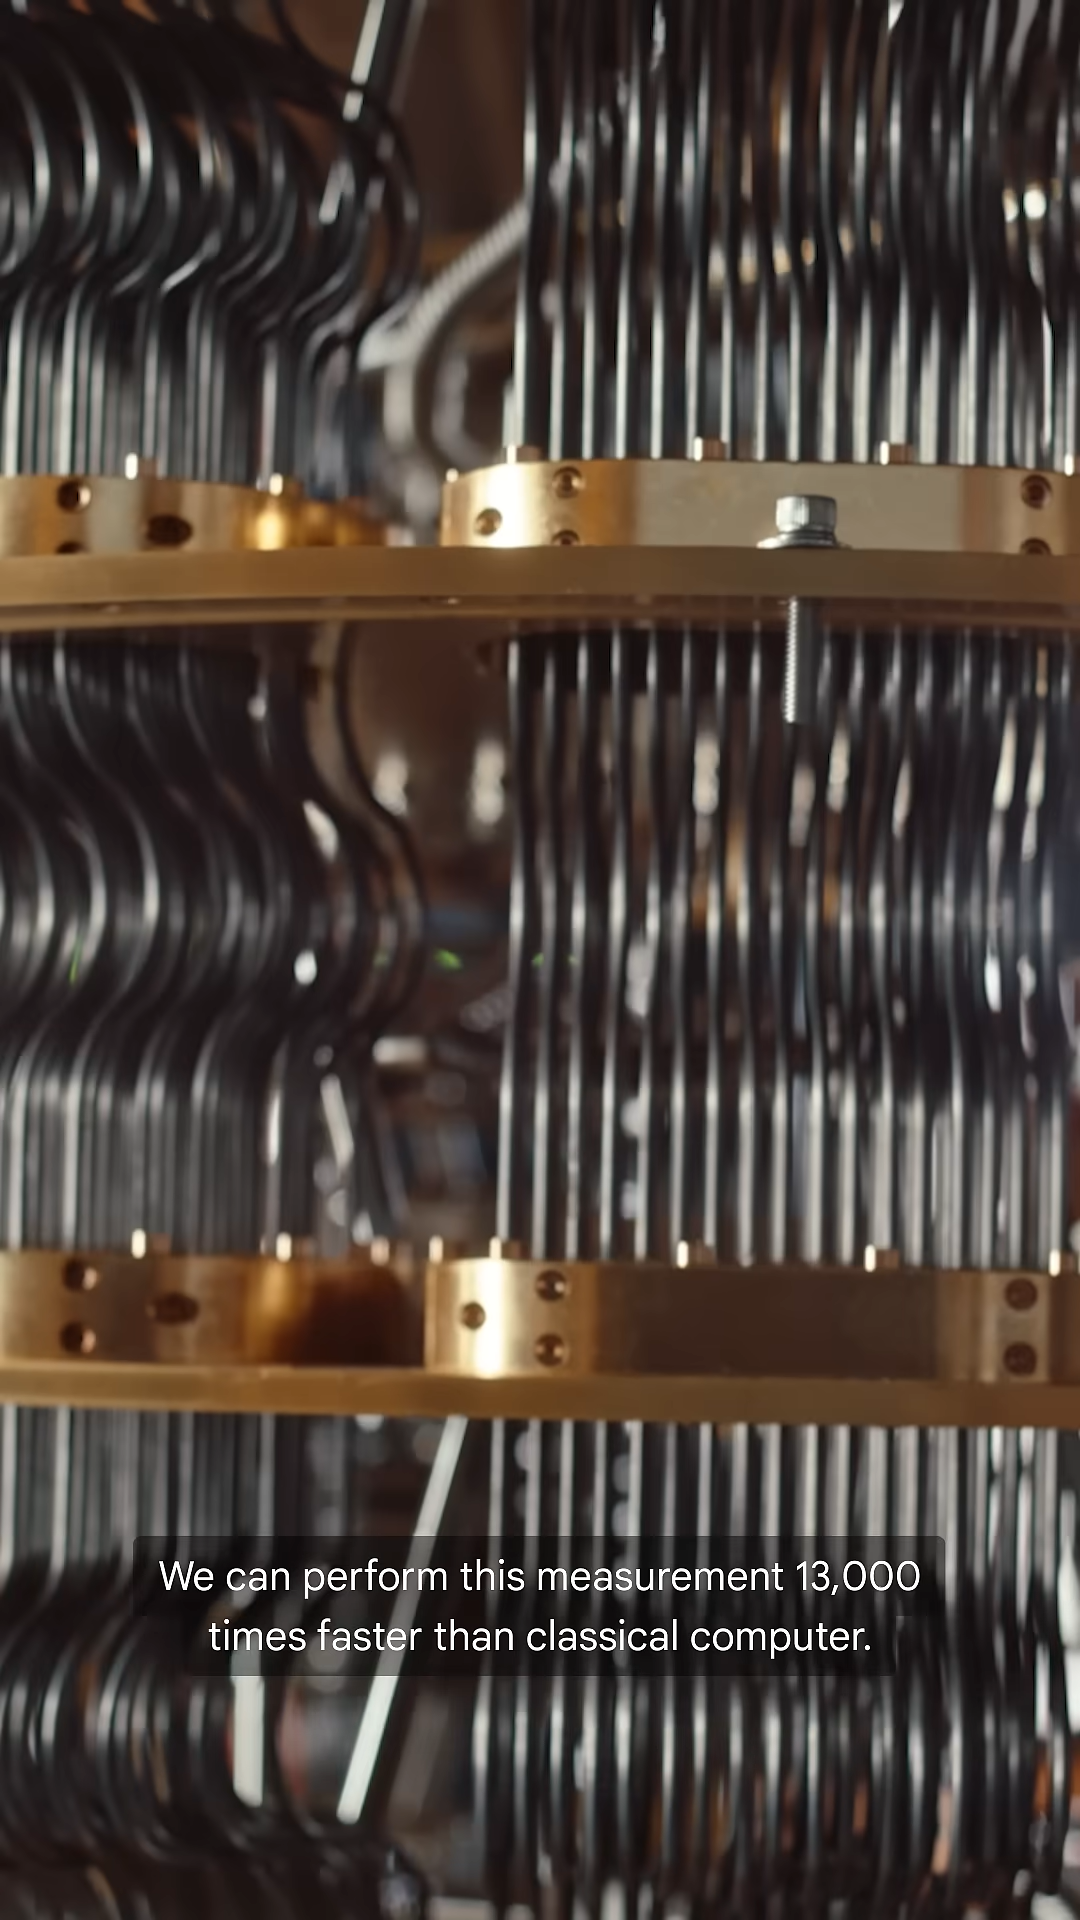 We can perform this measurement 13,000
times faster than classical computer.